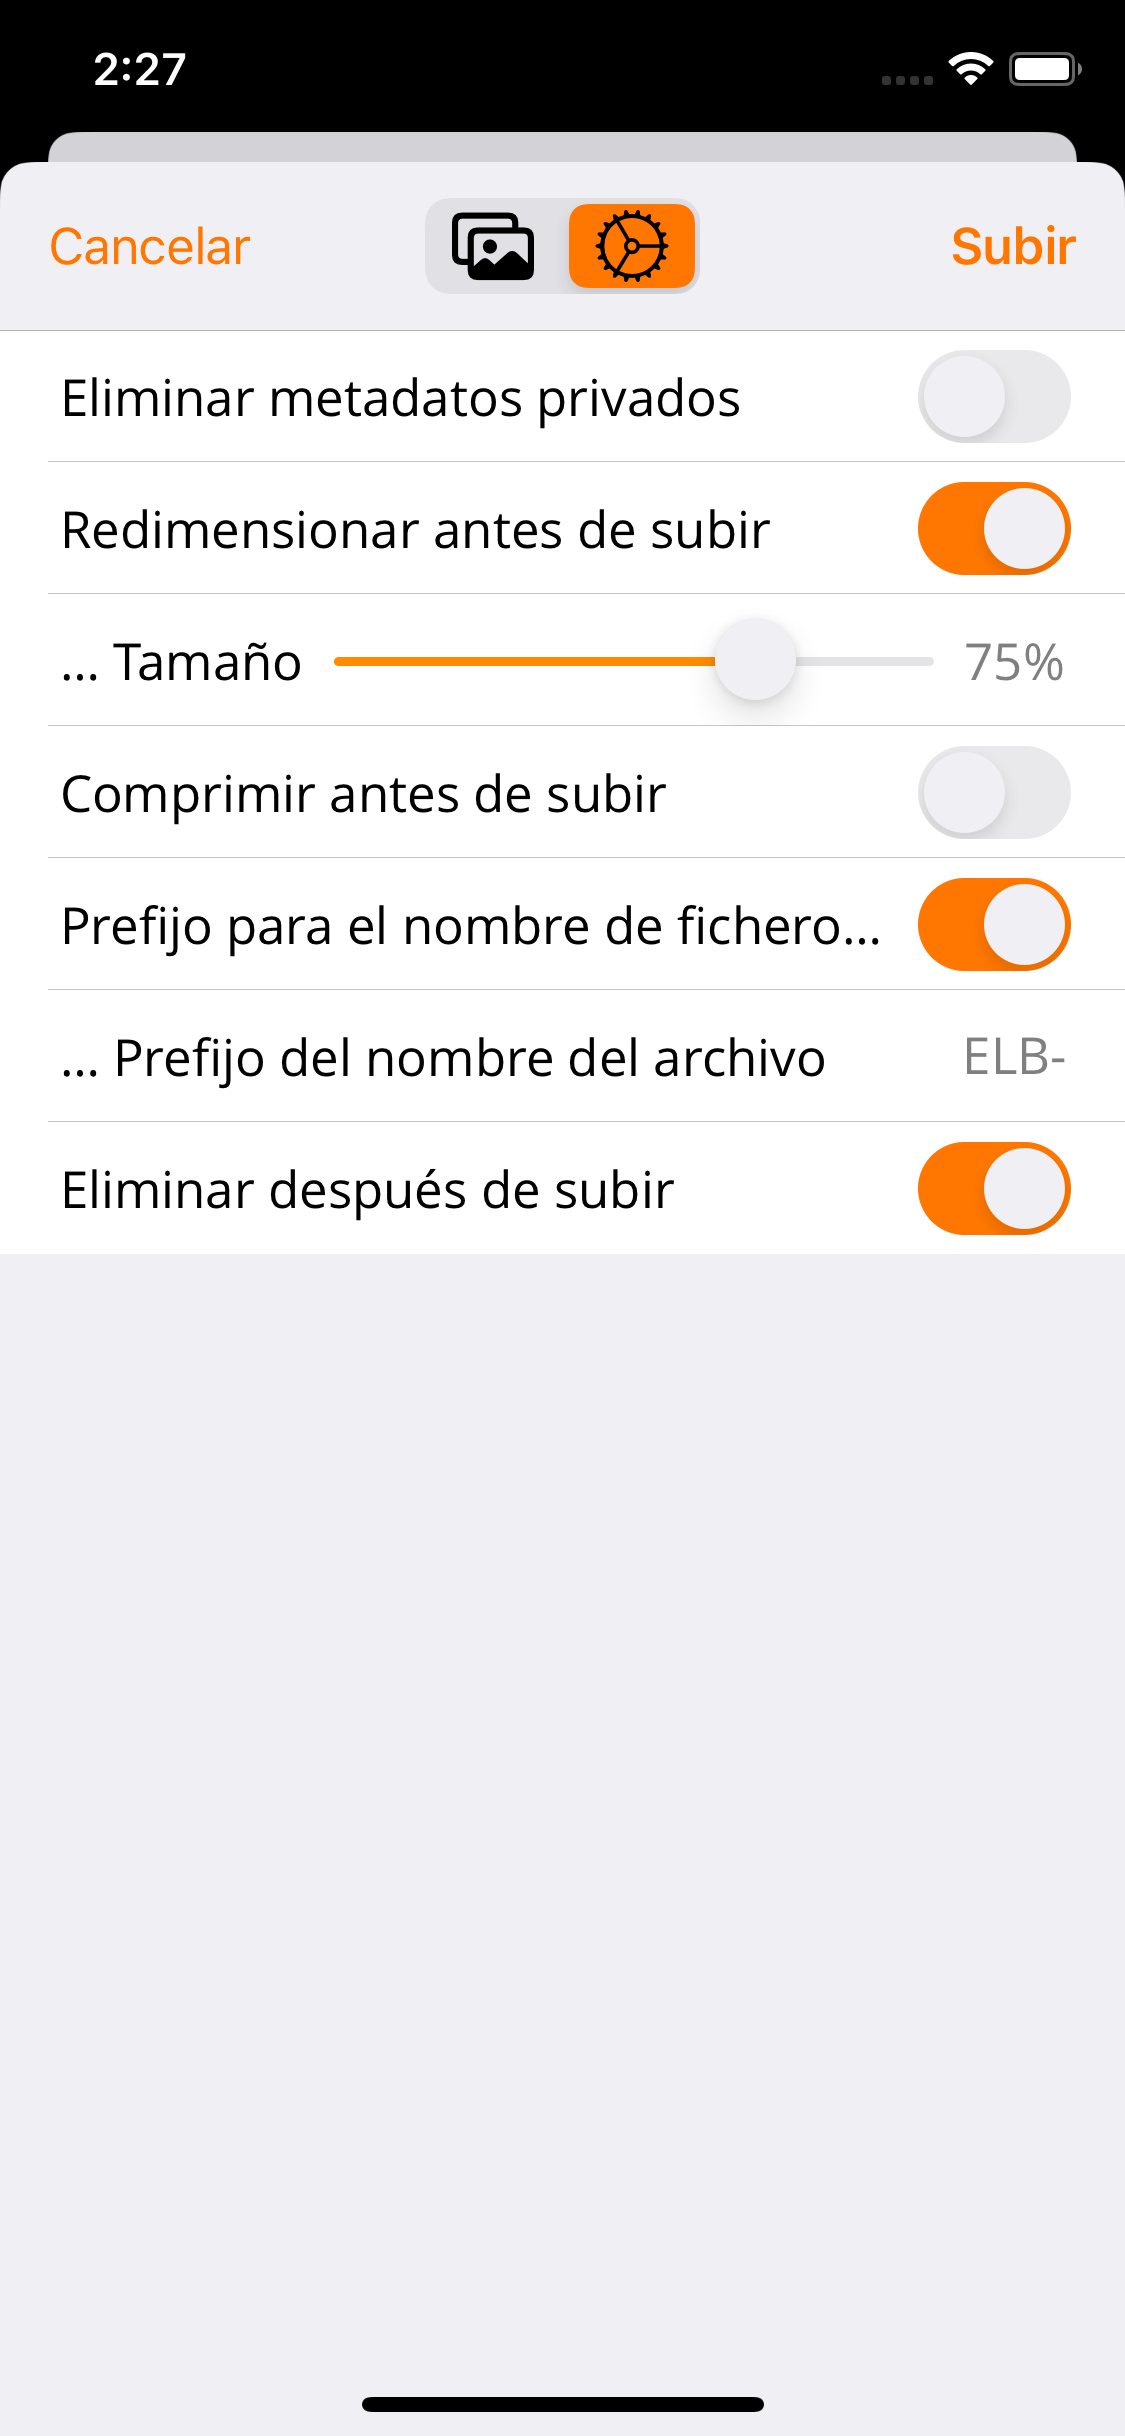 2:27
Cancelar
Subir
Eliminar metadatos privados
Redimensionar antes de subir
... Tamaño 75%
Comprimir antes de subir
Prefijo para el nombre de fichero...
... Prefijo del nombre del archivo ELB-
Eliminar después de subir